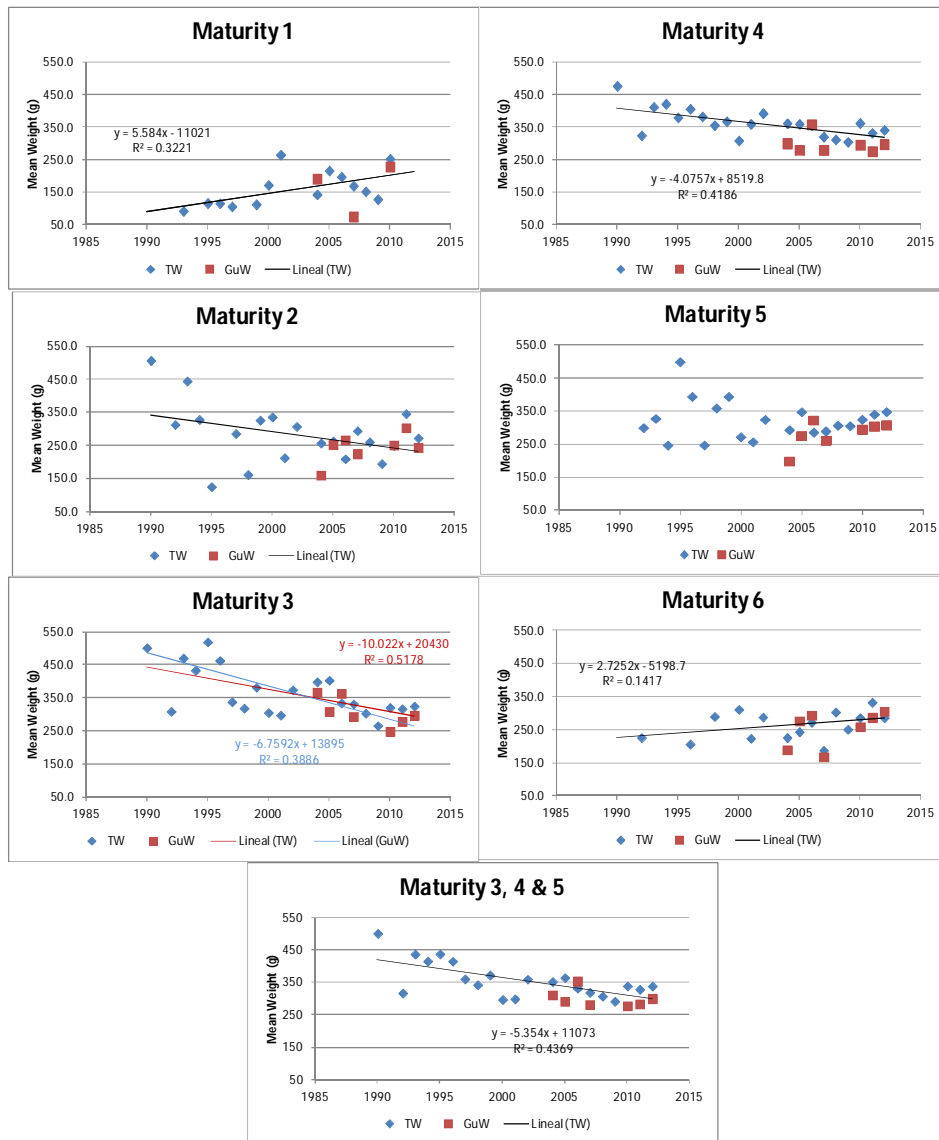 Maturity 1
Mean Weight (g)
550.0
450.0
350.0
250.0
150.0
50.0
y = 5.584x - 11021
R² = 0.3221
1985 1990 1995 2000 2005 2010 2015
TW GuW Lineal (TW)
Maturity 4
Mean Weight (g)
550.0
450.0
350.0
250.0
150.0
50.0
y = -4.0757x + 8519.8
R² = 0.4186
1985 1990 1995 2000 2005 2010 2015
TW GuW Lineal (TW)
Maturity 2
Mean Weight (g)
550.0
450.0
350.0
250.0
150.0
50.0
1985 1990 1995 2000 2005 2010 2015
TW GuW Lineal (TW)
Maturity 5
Mean Weight (g)
550.0
450.0
350.0
250.0
150.0
50.0
1985 1990 1995 2000 2005 2010 2015
TW GuW
Maturity 3
Mean Weight (g)
550.0
450.0
350.0
250.0
150.0
50.0
y = -10.022x + 20430
R² = 0.5178
y = -6.7592x + 13895
R² = 0.3886
1985 1990 1995 2000 2005 2010 2015
TW GuW Lineal (TW) Lineal (GuW)
Maturity 6
Mean Weight (g)
550.0
450.0
350.0
250.0
150.0
50.0
y = 2.7252x - 5198.7
R² = 0.1417
1985 1990 1995 2000 2005 2010 2015
TW GuW Lineal (TW)
Maturity 3, 4 & 5
Mean Weight (g)
550
450
350
250
150
50
y = -5.354x + 11073
R² = 0.4369
1985 1990 1995 2000 2005 2010 2015
TW GuW Lineal (TW)